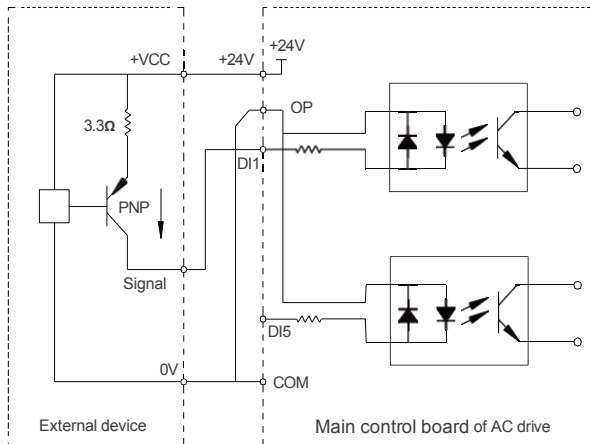 +24V
+VCC
+24V
OP
3.3Ω
DI1
PNP
Signal
DI5
0V
COM
External device
Main control board of AC drive